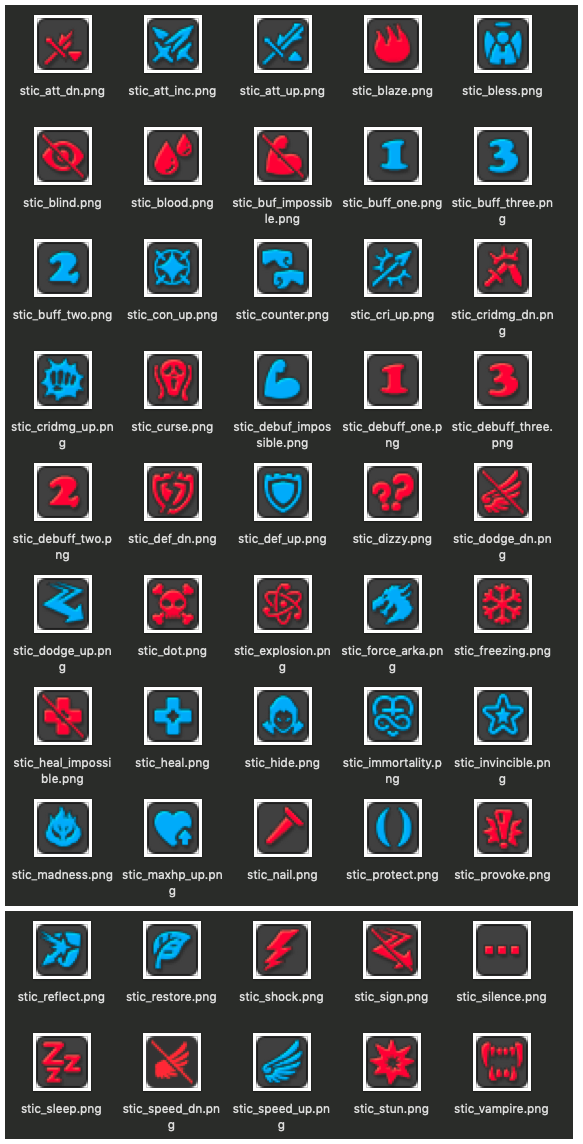 stic_att_dn.png stic_att_inc.png stic_att_up.png stic_blaze.png stic_bless.png
stic_blind.png stic_blood.png stic_buf_impossib
le.png stic_buff_one.png stic_buff_three.pn
g
1 3
2
stic_buff_two.png stic_con_up.png stic_counter.png stic_cri_up.png stic_cridmg_dn.pn
g
1 3
stic_cridmg_up.pn
g stic_curse.png stic_debuf_impos
sible.png stic_debuff_one.pn
g stic_debuff_three.
png
2 ??
stic_debuff_two.pn
g stic_def_dn.png stic_def_up.png stic_dizzy.png stic_dodge_dn.pn
g
stic_dodge_up.pn
g stic_dot.png stic_explosion.pn
g stic_force_arka.pn
g stic_freezing.png
stic_heal_impossi
ble.png stic_heal.png stic_hide.png stic_immortality.p
ng stic_invincible.pn
g
stic_madness.png stic_maxhp_up.pn
g stic_nail.png stic_protect.png stic_provoke.png
stic_reflect.png stic_restore.png stic_shock.png stic_sign.png stic_silence.png
zzz
stic_sleep.png stic_speed_dn.pn
g stic_speed_up.pn
g stic_stun.png stic_vampire.png